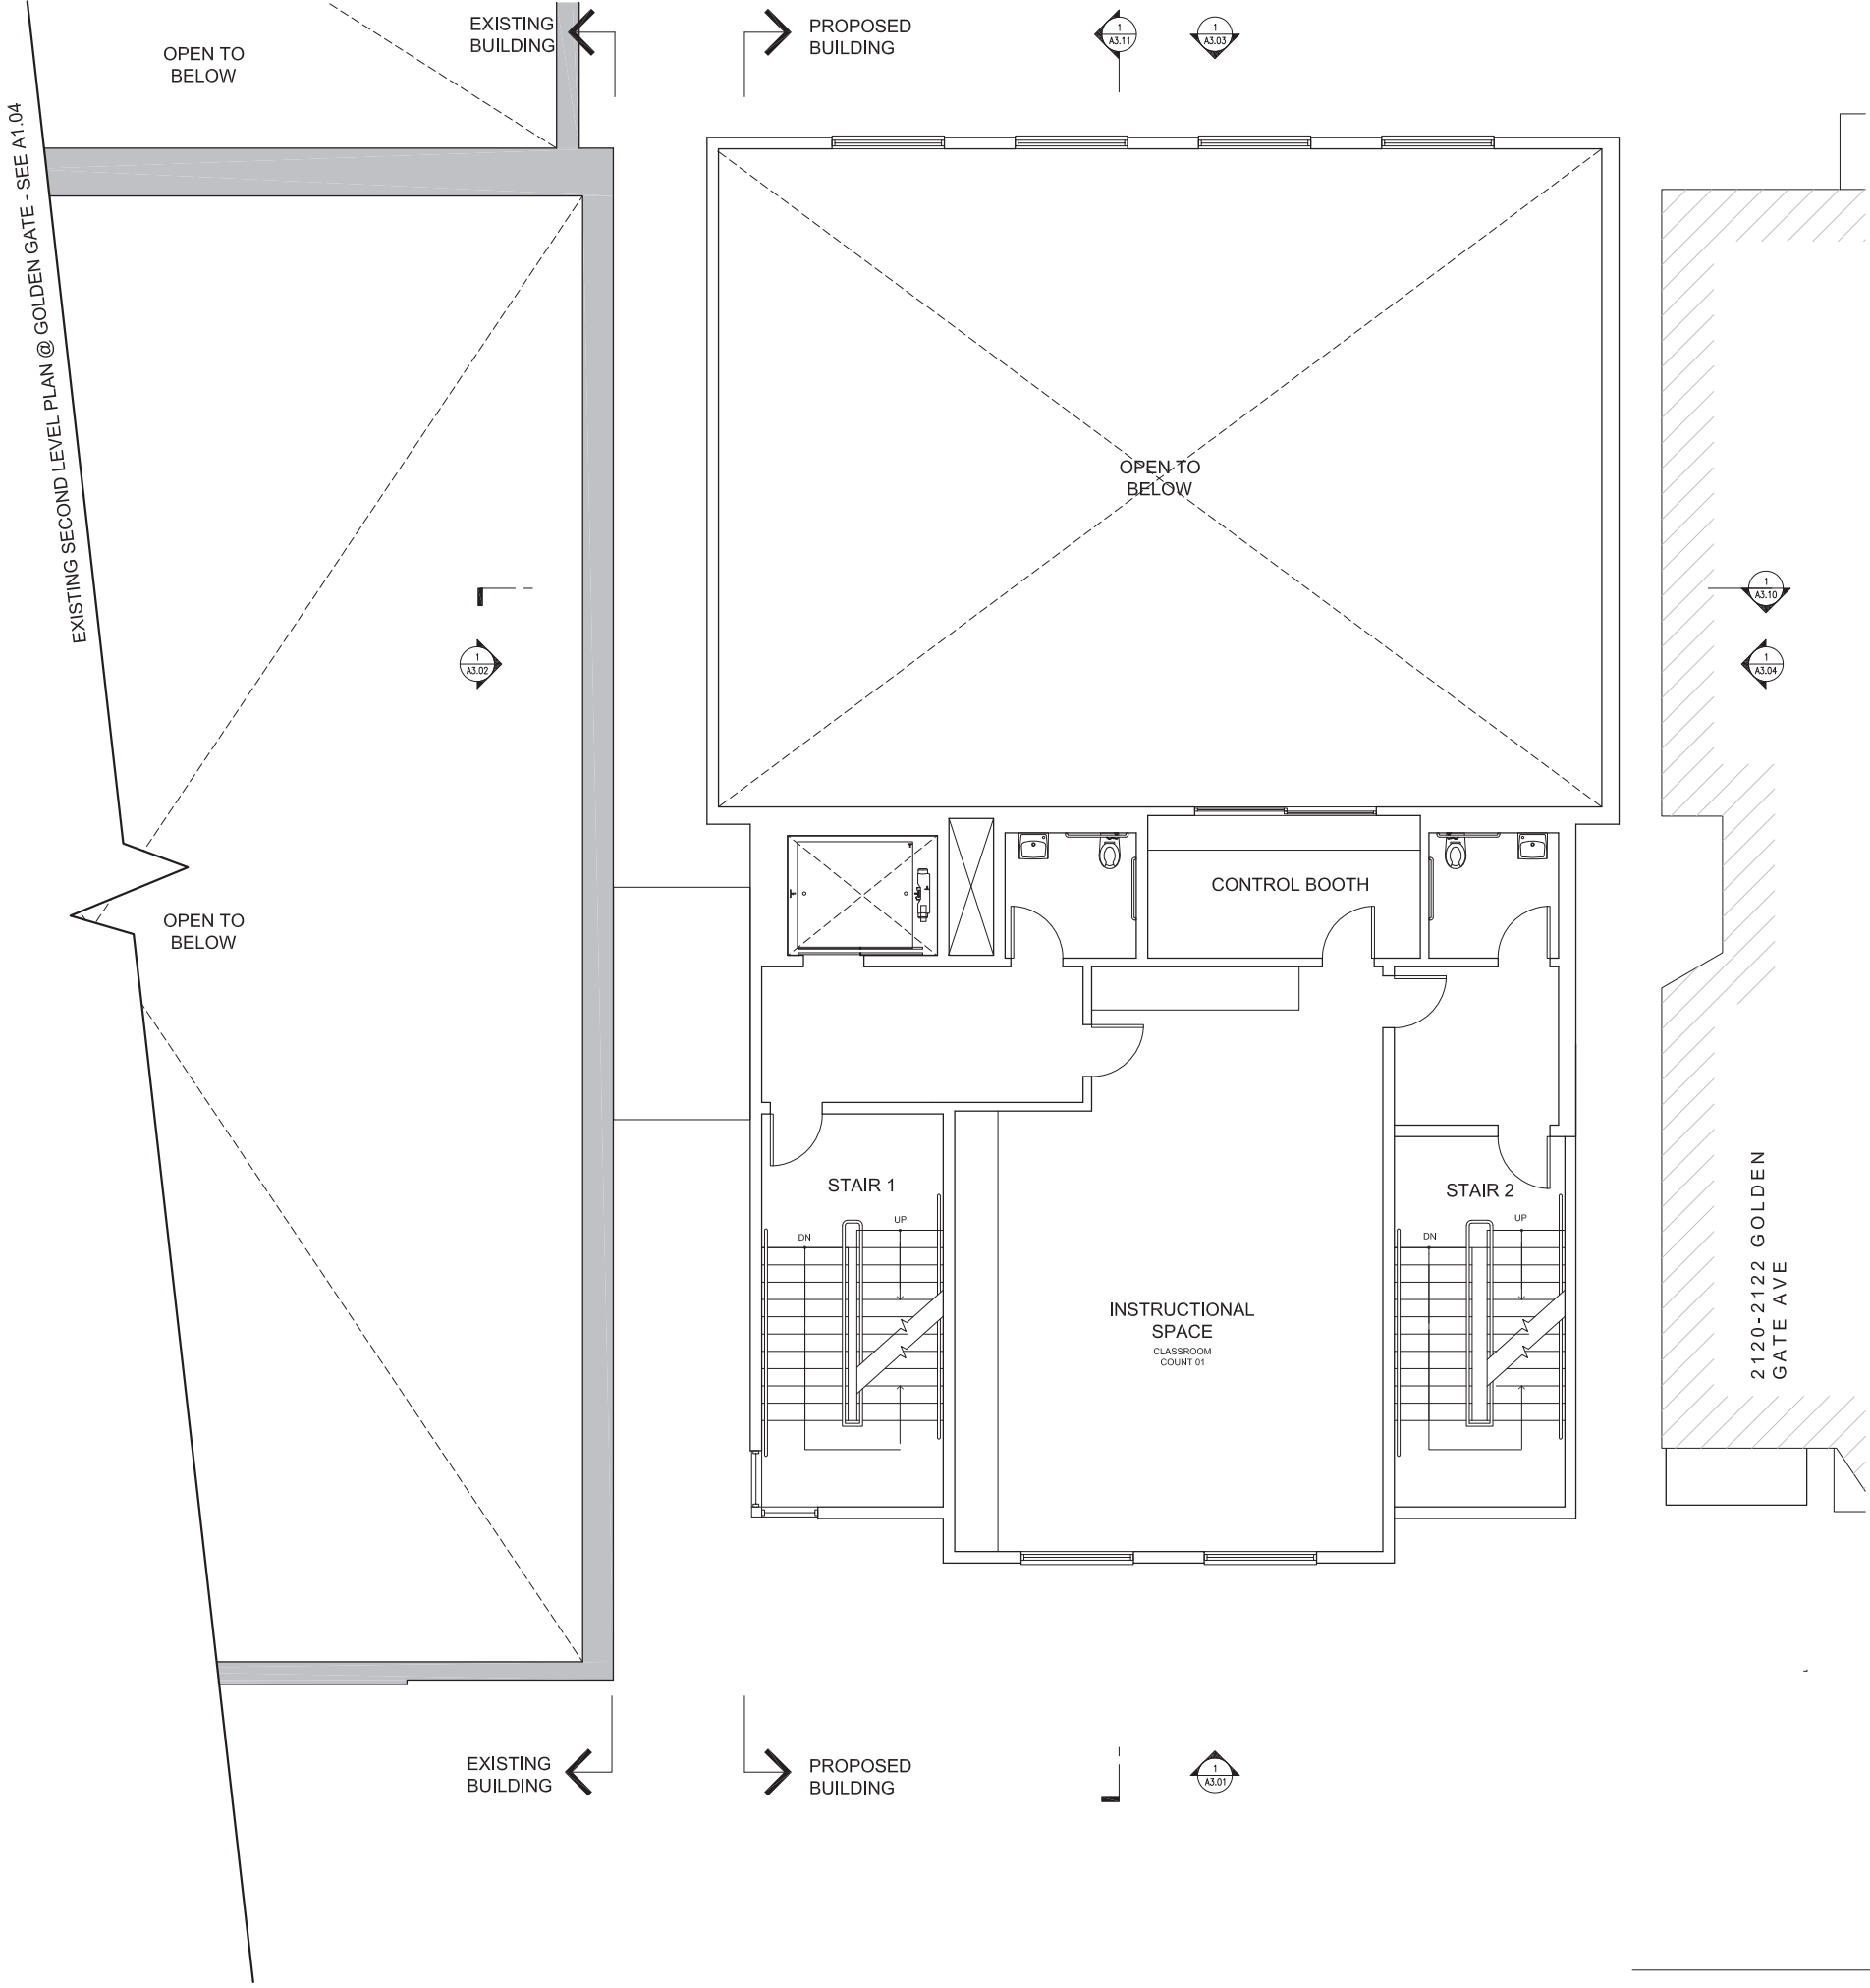 EXISTING
BUILDING
PROPOSED
BUILDING
1
A3.11
1
A3.03
OPEN TO
BELOW
EXISTING SECOND LEVEL PLAN @ GOLDEN GATE - SEE A1.04
OPEN TO
BELOW
1
A3.10
1
A3.02
1
A3.04
CONTROL BOOTH
OPEN TO
BELOW
STAIR 1
STAIR 2
UP
DN
UP
DN
INSTRUCTIONAL
SPACE
CLASSROOM
COUNT 01
2120-2122 GOLDEN
GATE AVE
EXISTING
BUILDING
PROPOSED
BUILDING
1
A3.01